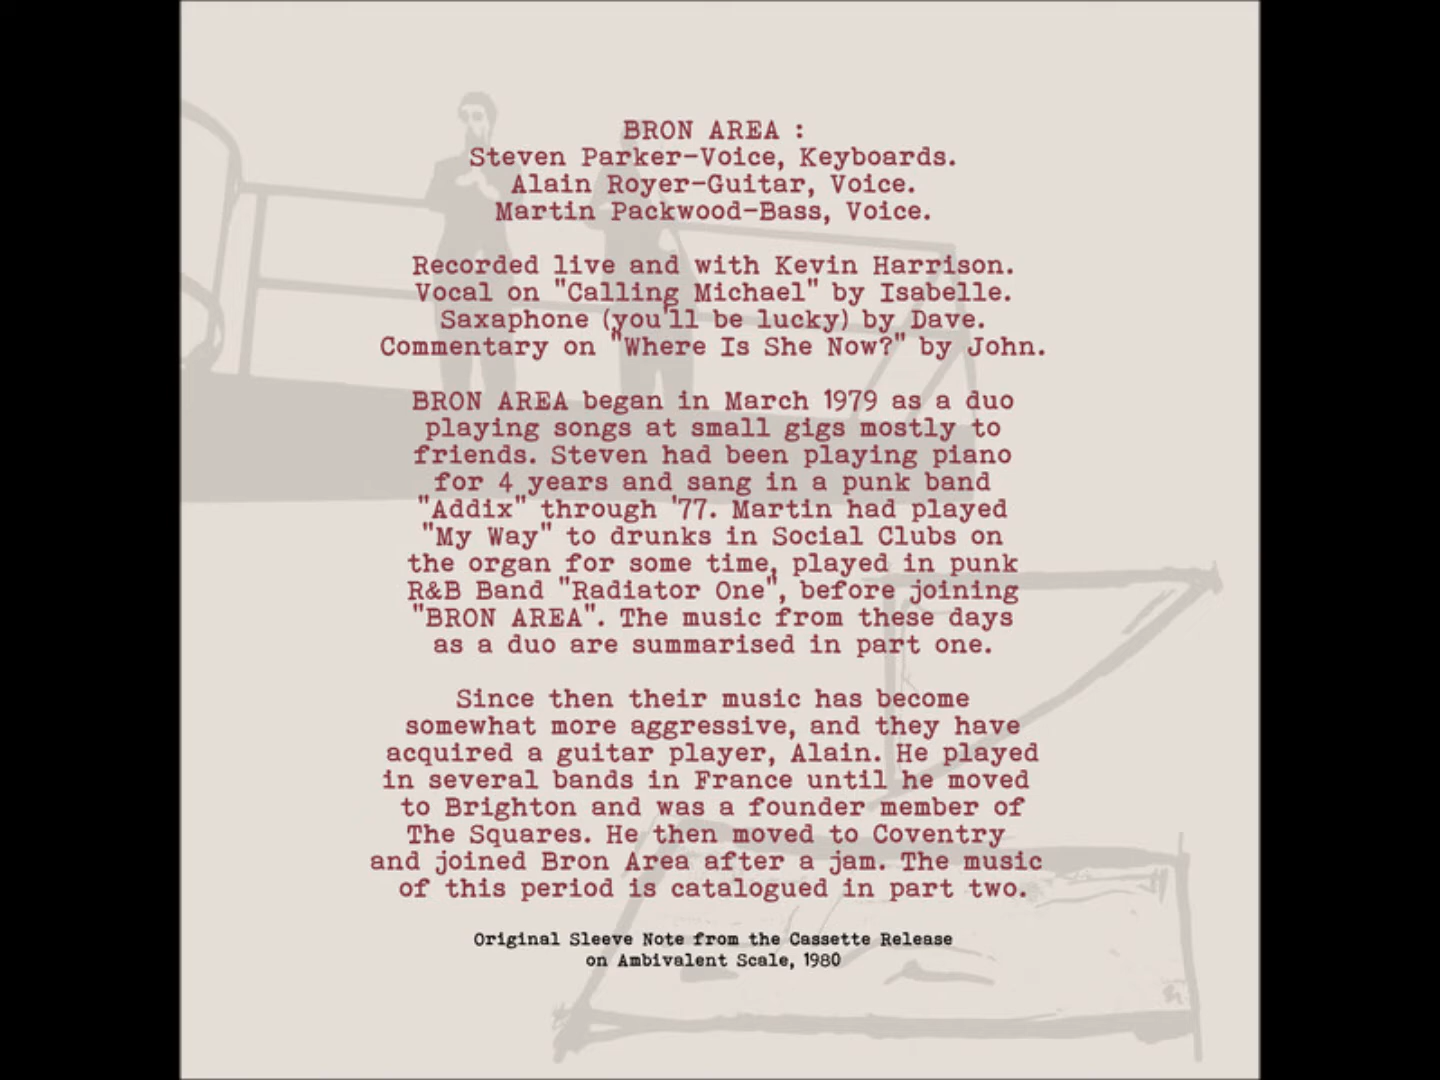 BRON AREA :
Steven Parker-Voice, Keyboards.
Alain Royer-Guitar, Voice.
Martin Packwood-Bass, Voice.
Recorded live and with Kevin Harrison.
Vocal on "Calling Michael" by Isabelle.
Saxaphone (you'll be lucky) by Dave.
Commentary on "Where Is She Now?" by John.
BRON AREA began in March 1979 as a duo
playing songs at small gigs mostly to
friends. Steven had been playing piano
for 4 years and sang in a punk band
"Addix" through '77. Martin had played
"My Way" to drunks in Social Clubs on
the organ for some time, played in punk
R&B Band "Radiator One", before joining
"BRON AREA". The music from these days
as a duo are summarised in part one.
Since then their music has become
somewhat more aggressive, and they have
acquired a guitar player, Alain. He played
in several bands in France until he moved
to Brighton and was a founder member of
The Squares. He then moved to Coventry
and joined Bron Area after a jam. The music
of this period is catalogued in part two.
Original Sleeve Note from the Cassette Release
on Ambivalent Scale, 1980